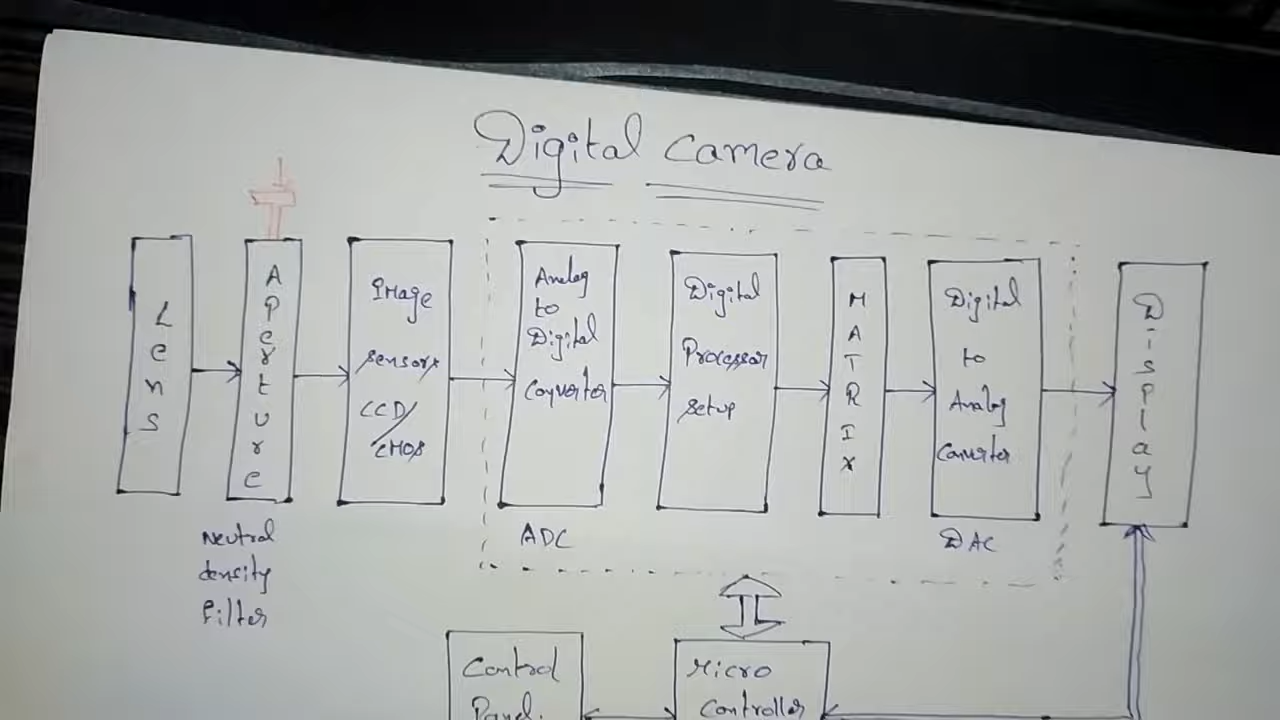 Digital Camera
Lens
Aperture
Image
Sensors
CCD/
CMOS
Analog
to
Digital
Converter
Digital
Processor
Setup
MATRIX
Digital
to
Analog
Converter
Display
Neutral
density
Filter
ADC
DAC
Control
Panel.
Micro
Controller